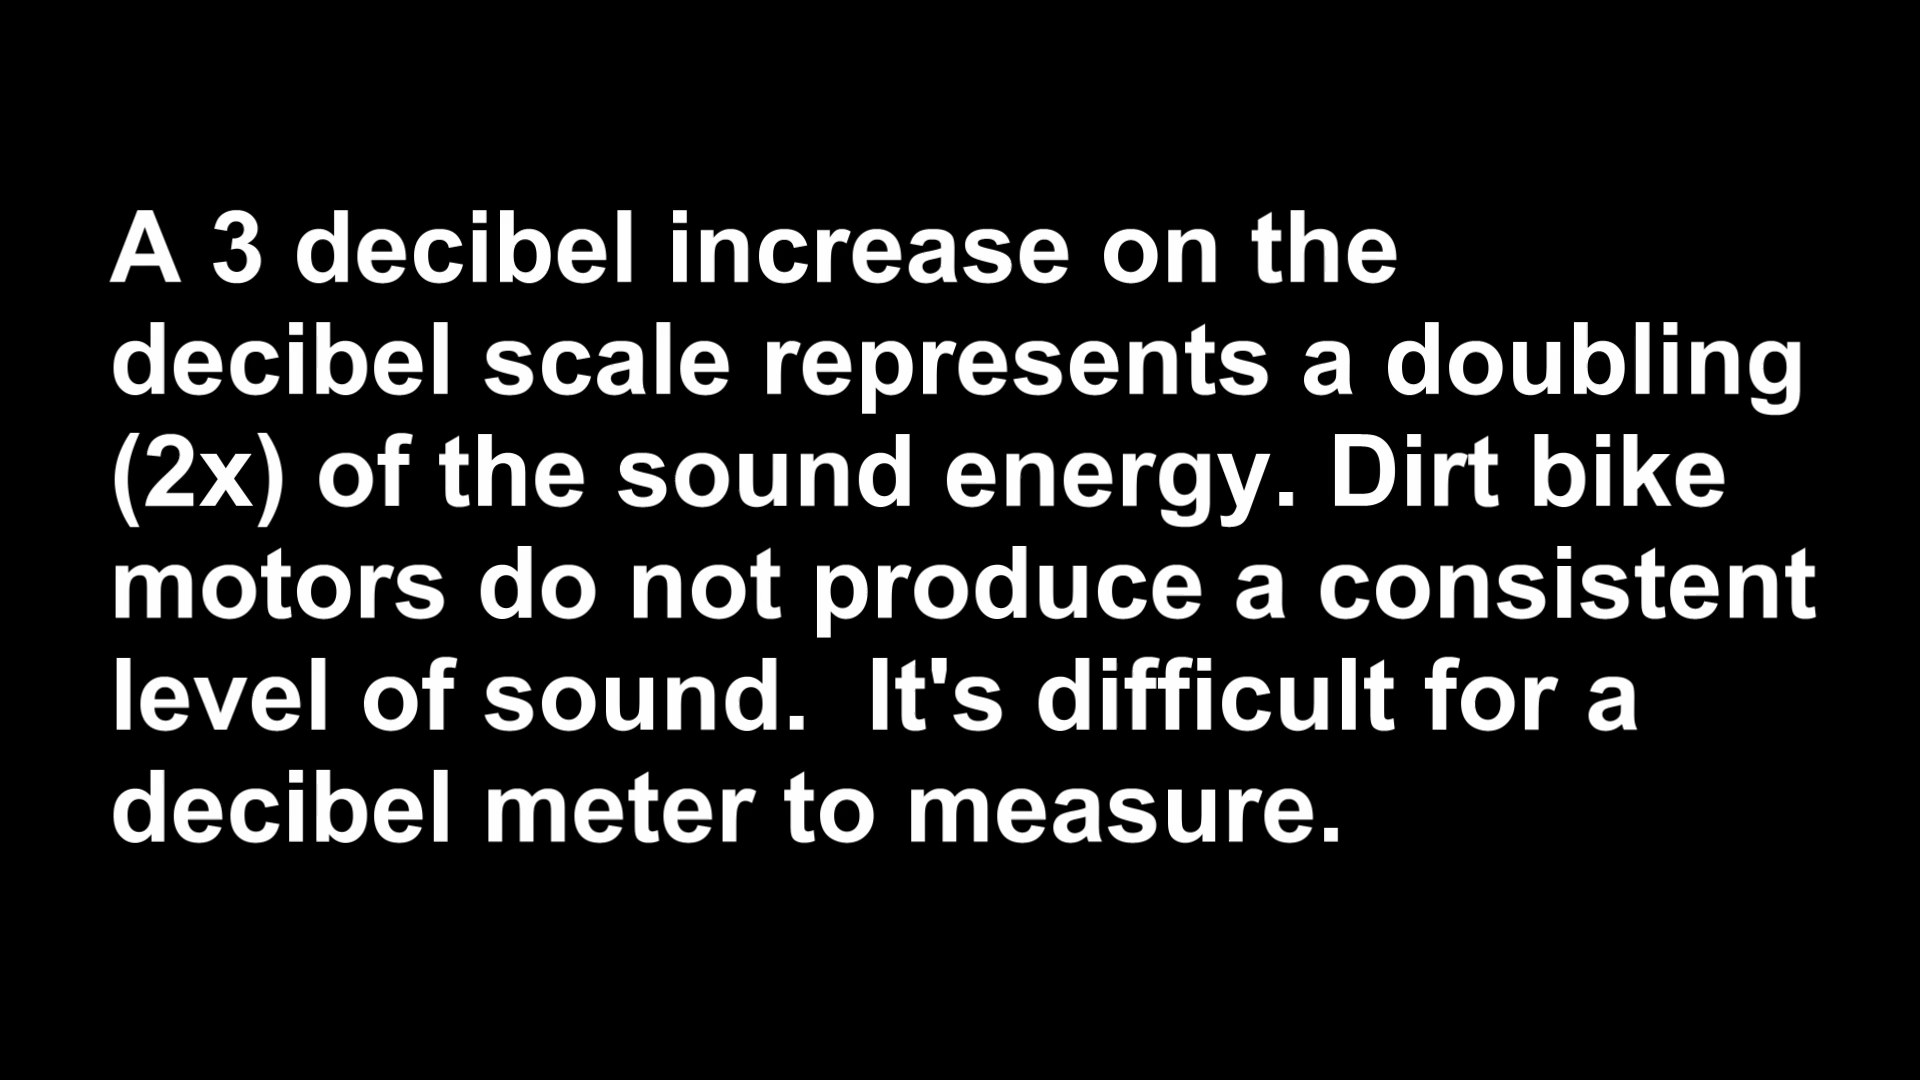 A 3 decibel increase on the
decibel scale represents a doubling
(2x) of the sound energy. Dirt bike
motors do not produce a consistent
level of sound.  It's difficult for a
decibel meter to measure.